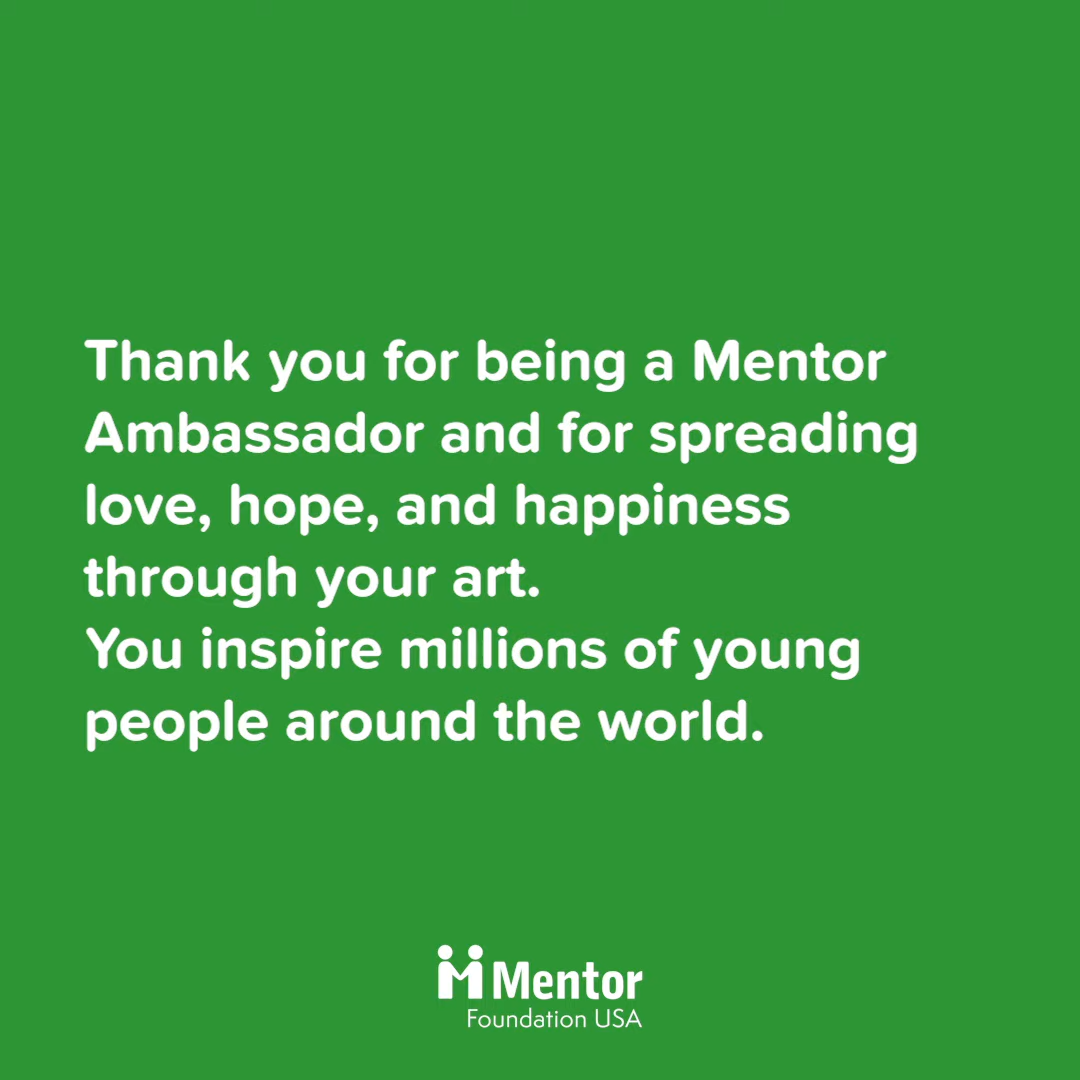 Thank you for being a Mentor
Ambassador and for spreading
love, hope, and happiness
through your art.
You inspire millions of young
people around the world.
Mentor
Foundation USA